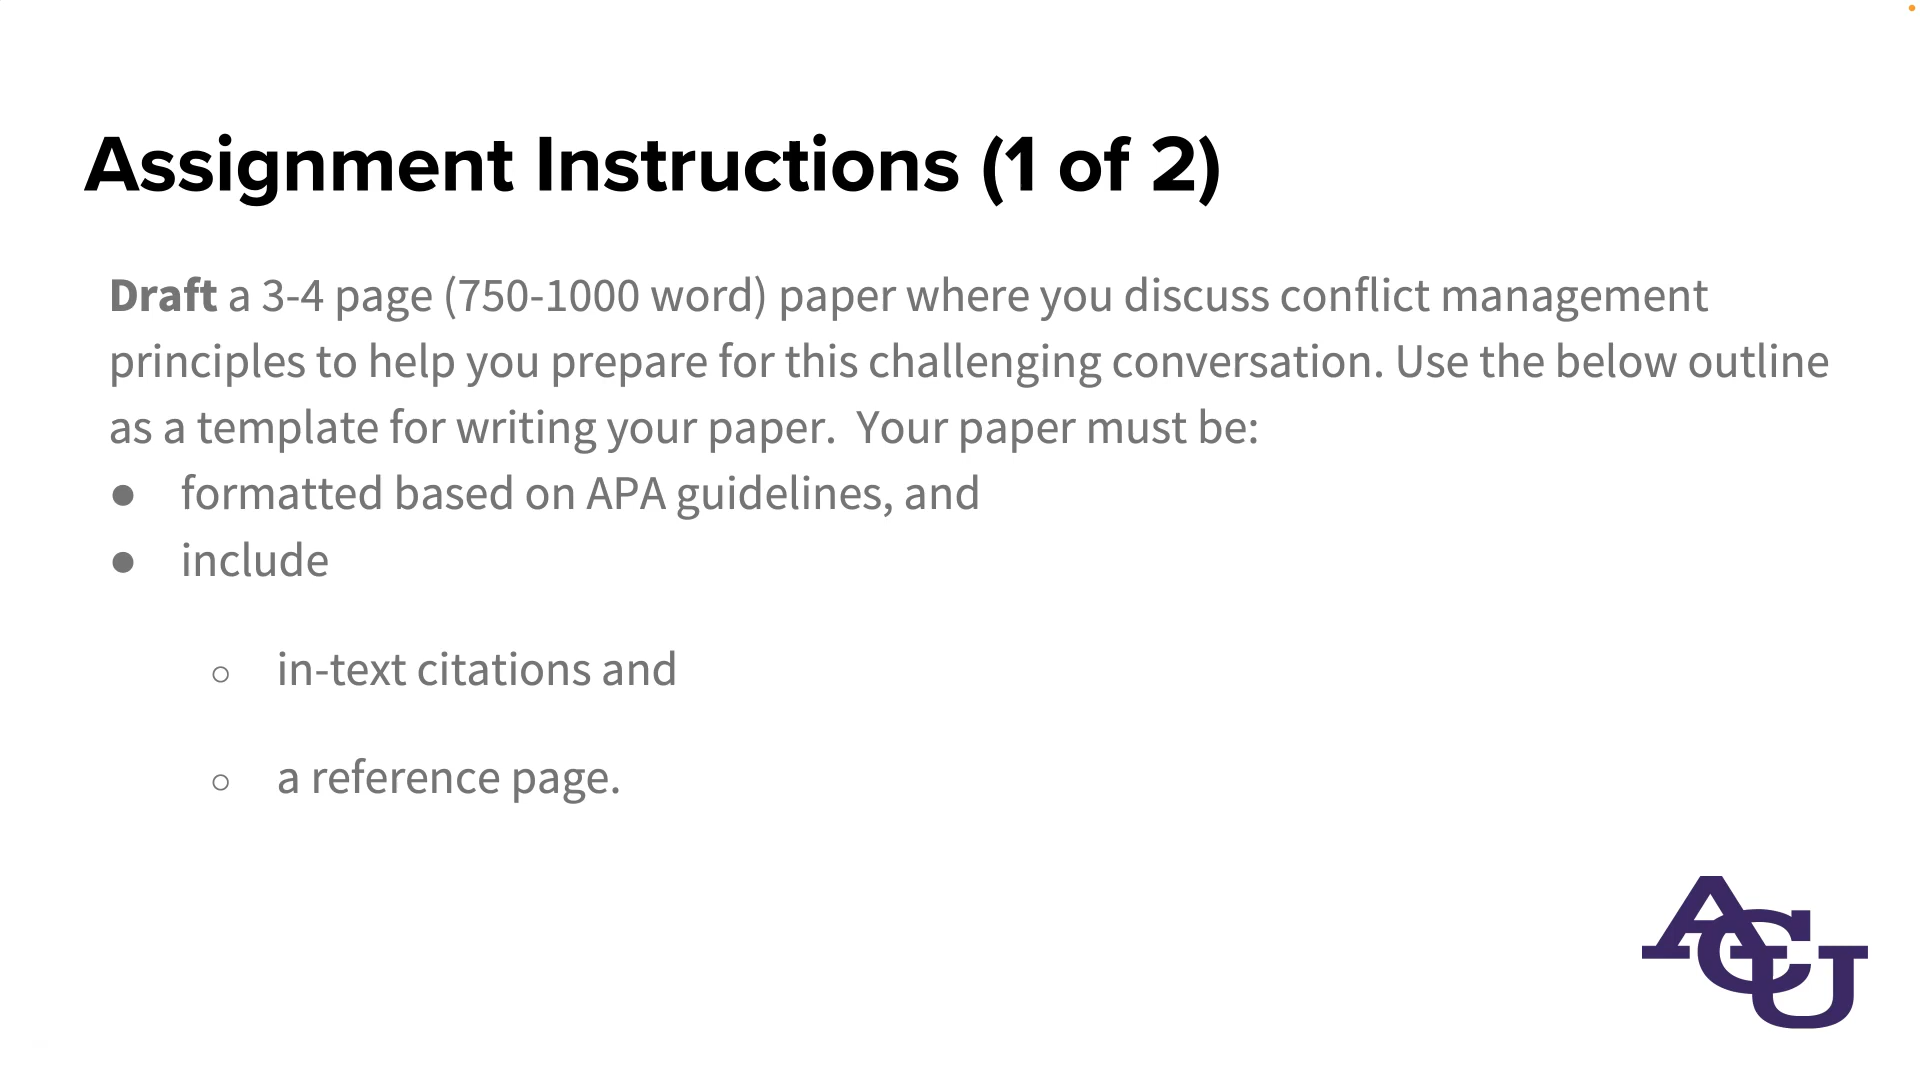 Assignment Instructions (1 of 2)
Draft a 3-4 page (750-1000 word) paper where you discuss conflict management
principles to help you prepare for this challenging conversation. Use the below outline
as a template for writing your paper.  Your paper must be:
● formatted based on APA guidelines, and
● include
○ in-text citations and
○ a reference page.
ACU